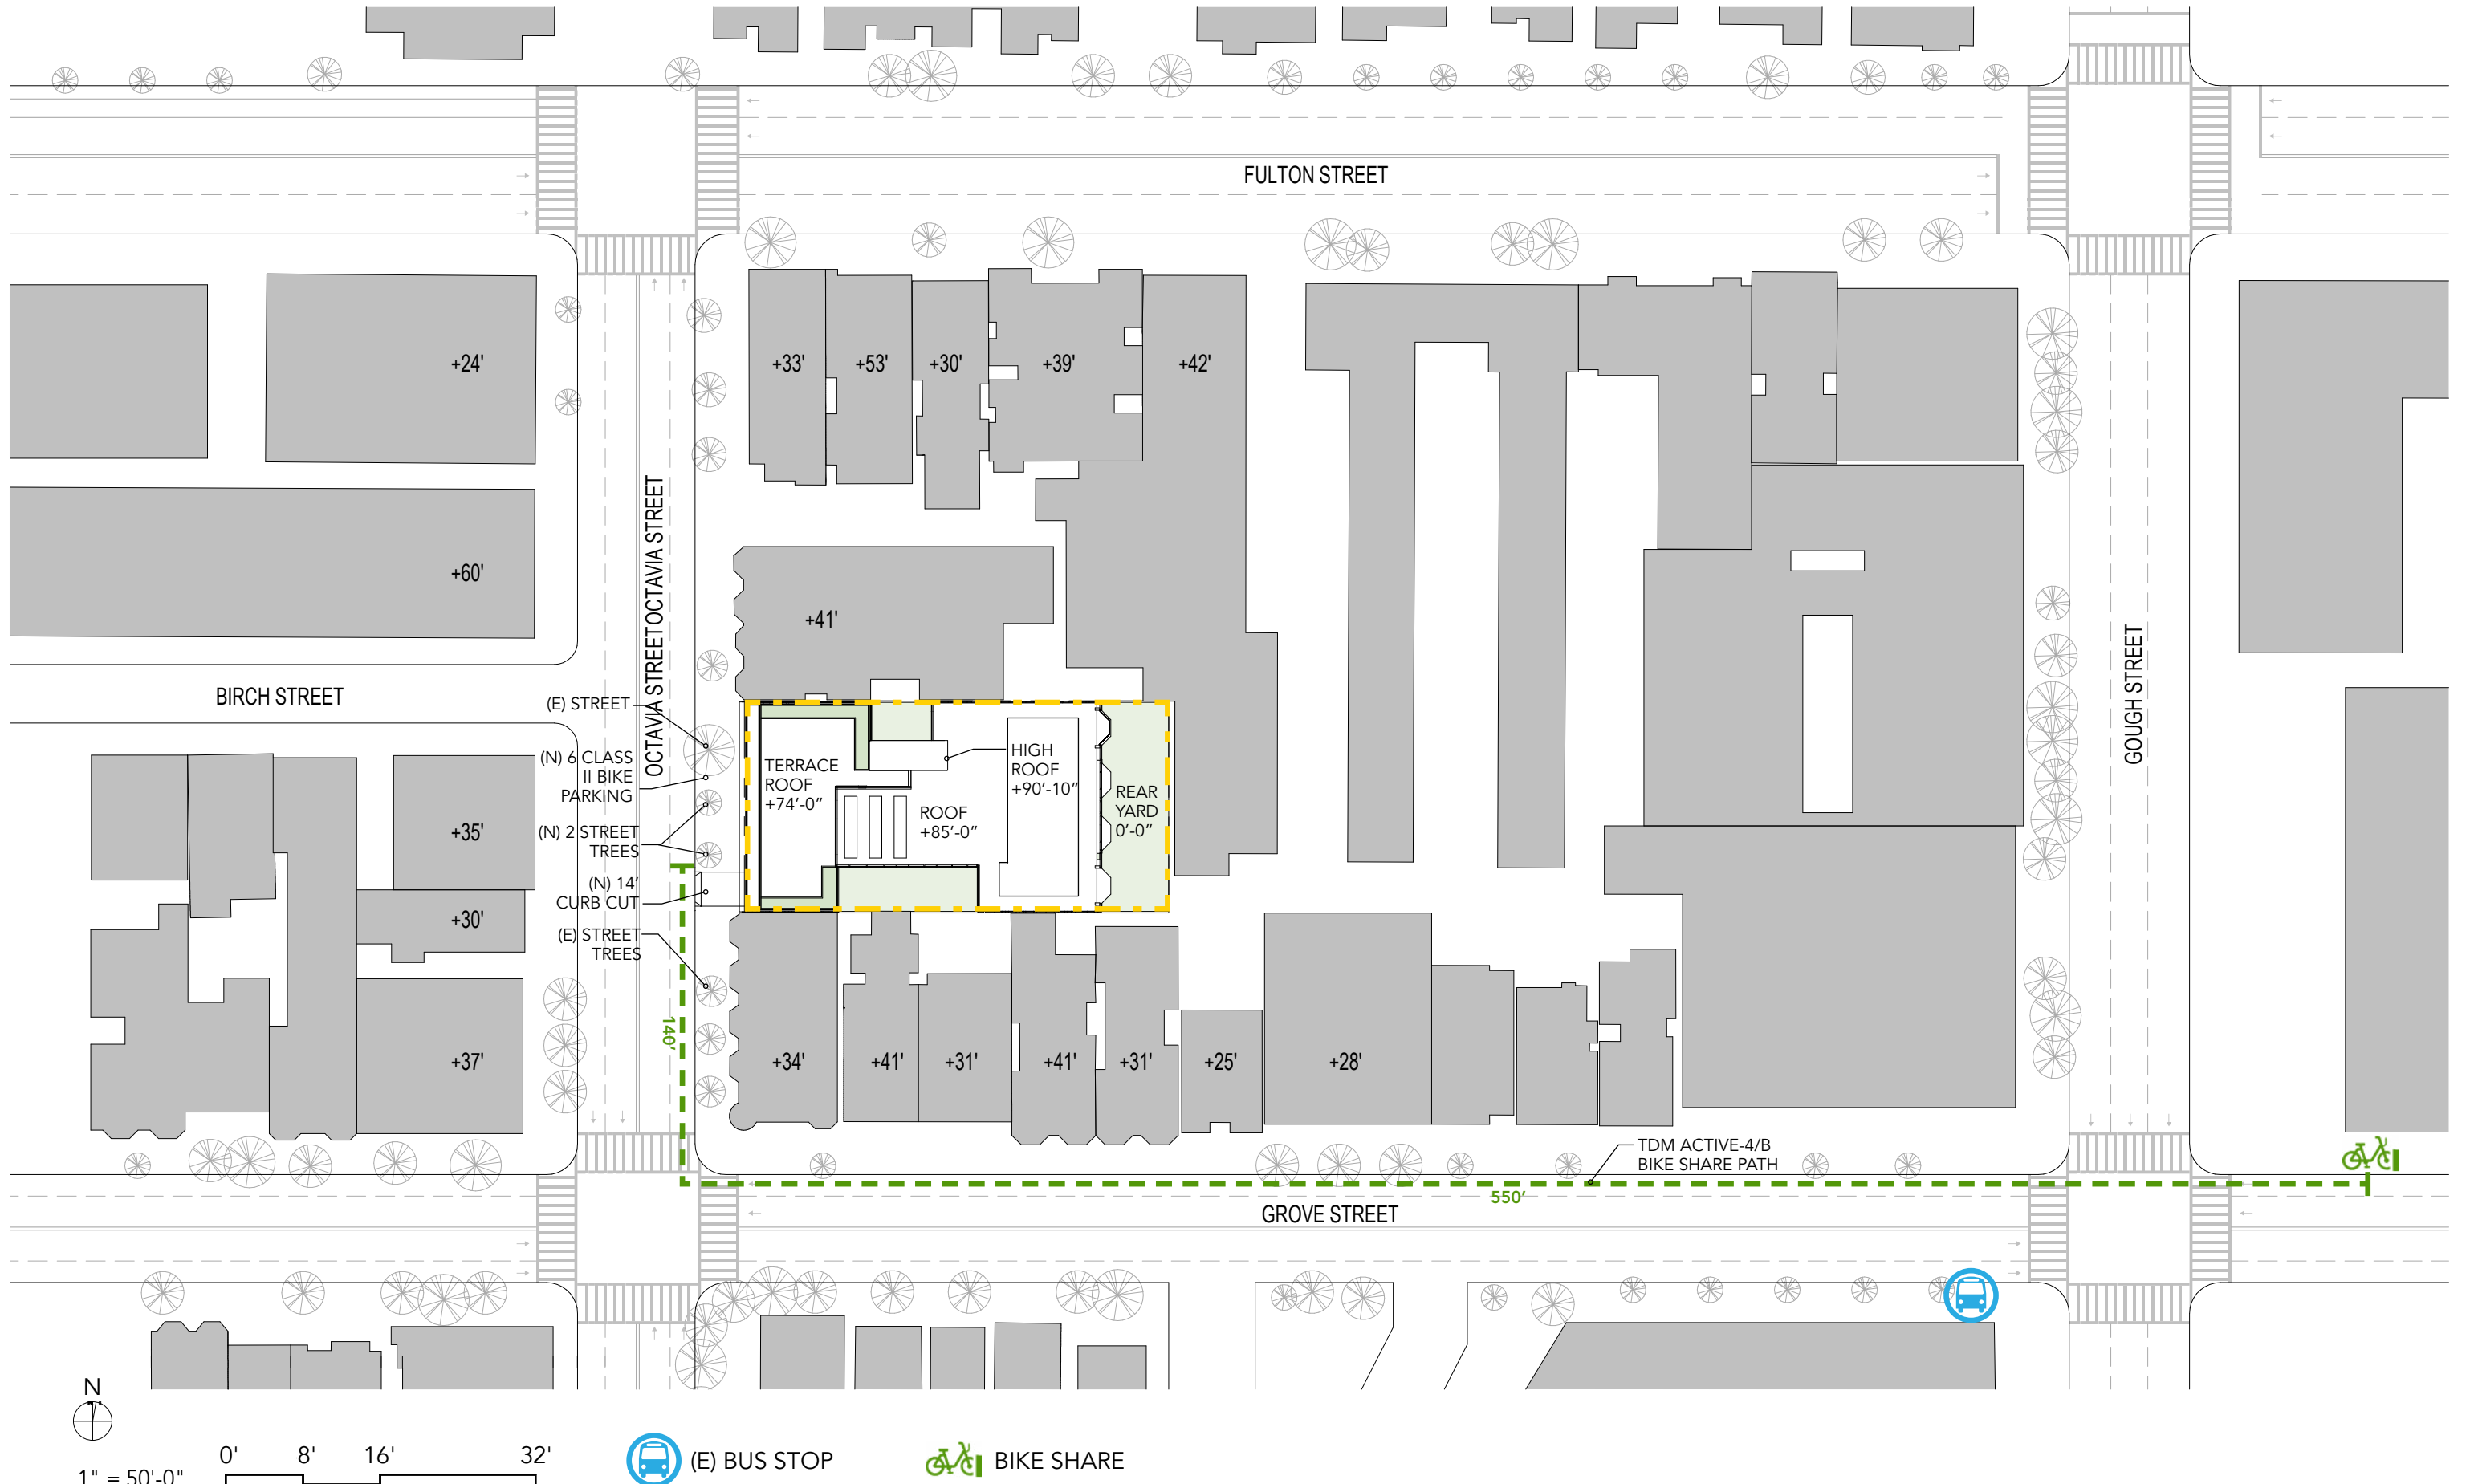 FULTON STREET
+24'
+33'
+53'
+30'
+39'
+42'
+60'
OCTAVIA STREETOCTAVIA STREET
+41'
GOUGH STREET
BIRCH STREET
(E) STREET
(N) 6 CLASS
II BIKE
PARKING
(N) 2 STREET
TREES
(N) 14'
CURB CUT
(E) STREET
TREES
TERRACE
ROOF
+74'-0"
HIGH
ROOF
+90'-10"
ROOF
+85'-0"
REAR
YARD
0'-0"
+35'
+30'
+37'
140'
+34'
+41'
+31'
+41'
+31'
+25'
+28'
TDM ACTIVE-4/B
BIKE SHARE PATH
550'
GROVE STREET
N
0' 8' 16' 32'
1" = 50'-0"
(E) BUS STOP
BIKE SHARE